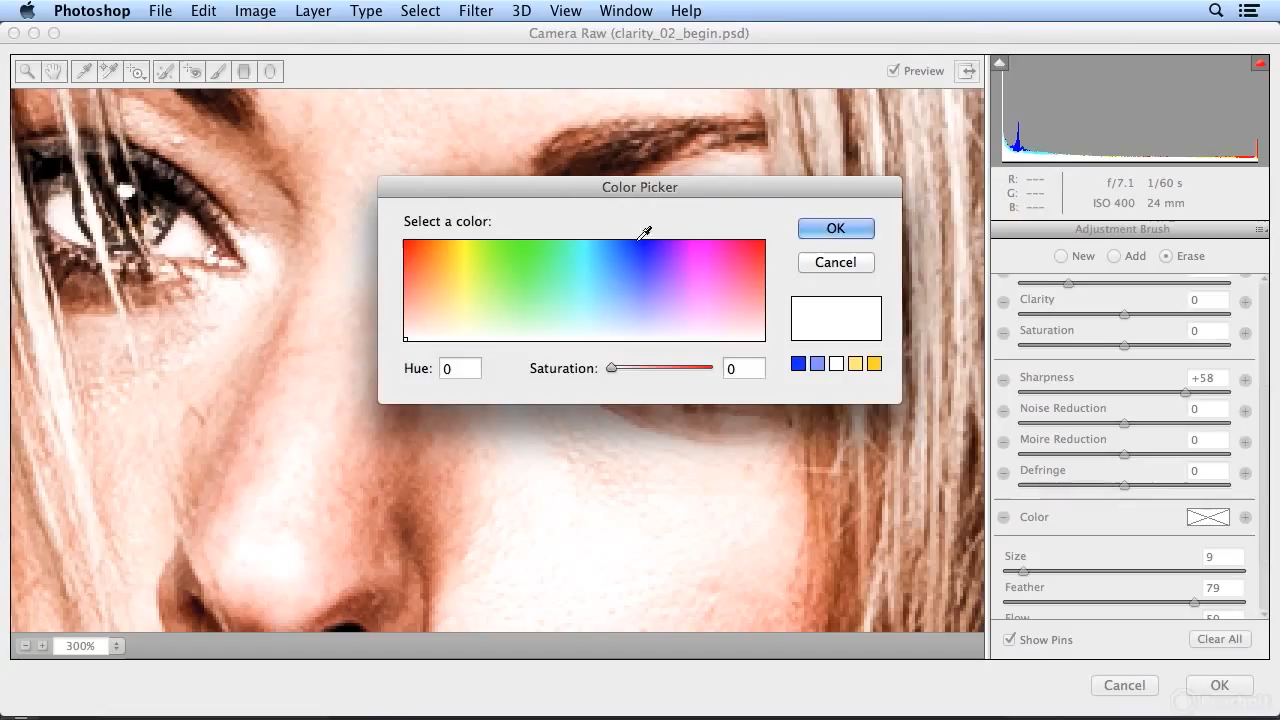 Photoshop File Edit Image Layer Type Select Filter 3D View Window Help
Camera Raw (clarity_02_begin.psd)
Preview
R: ---
G: ---
B: ---
f/7.1 1/60 s
ISO 400 24 mm
Adjustment Brush
New Add Erase
Clarity 0
Saturation 0
Sharpness +58
Noise Reduction 0
Moire Reduction 0
Defringe 0
Color
Size 9
Feather 79
Show Pins Clear All
Color Picker
Select a color:
OK
Cancel
Hue: 0 Saturation: 0
300%
Cancel OK